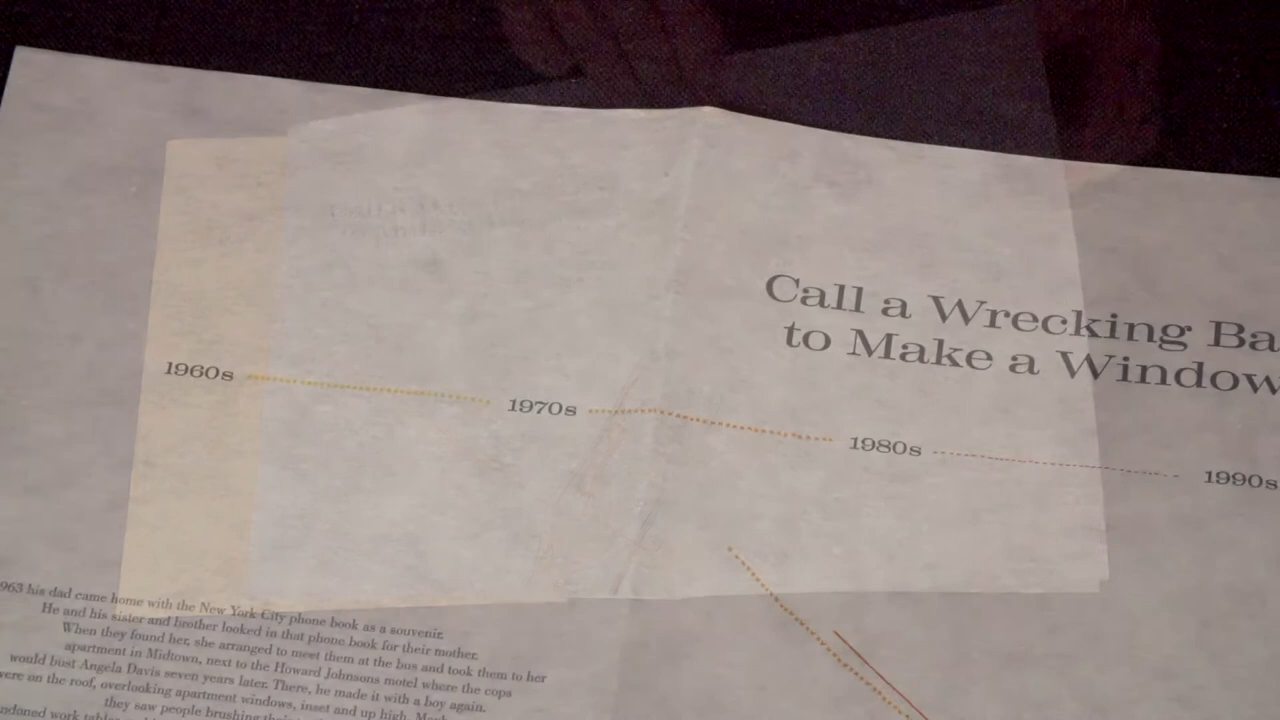 Call a Wrecking Ba
to Make a Window
1960s 1970s 1980s 1990s
963 his dad came home with the New York City phone book as a souvenir.
He and his sister and brother looked in that phone book for their mother.
When they found her, she arranged to meet them at the bus and took them to her
apartment in Midtown, next to the Howard Johnsons motel where the cops
would bust Angela Davis seven years later. There, he made it with a boy again.
were on the roof, overlooking apartment windows, inset and up high.
they saw people brushing their
ndoned work tables